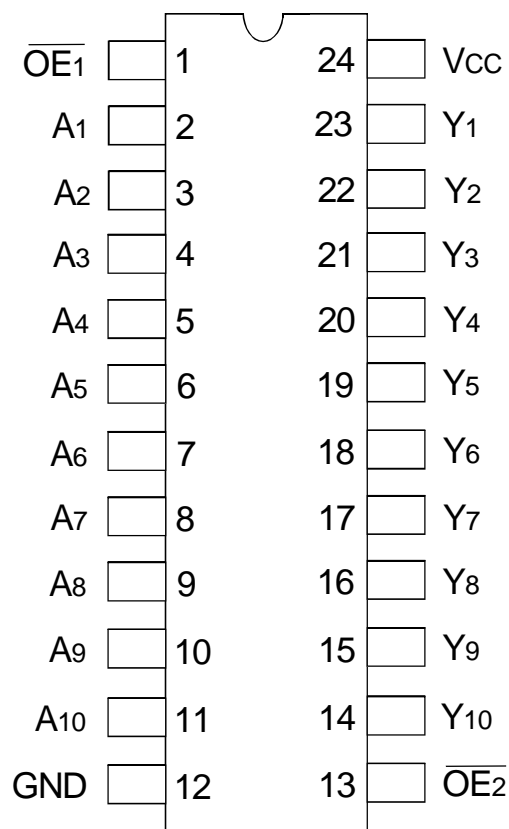 OE1 1 24 VCC
A1 2 23 Y1
A2 3 22 Y2
A3 4 21 Y3
A4 5 20 Y4
A5 6 19 Y5
A6 7 18 Y6
A7 8 17 Y7
A8 9 16 Y8
A9 10 15 Y9
A10 11 14 Y10
GND 12 13 OE2